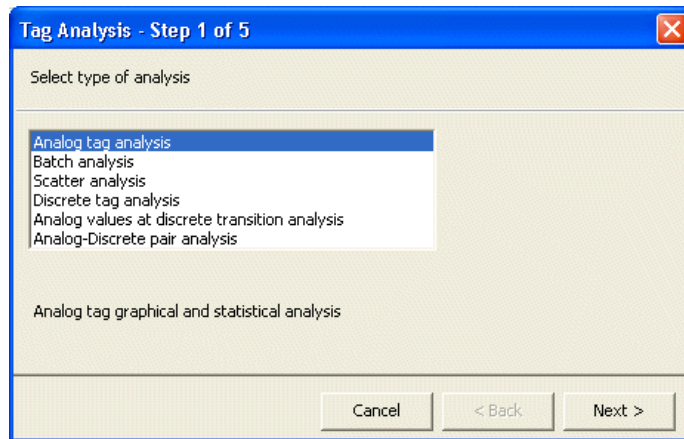 Tag Analysis - Step 1 of 5
Select type of analysis
Analog tag analysis
Batch analysis
Scatter analysis
Discrete tag analysis
Analog values at discrete transition analysis
Analog-Discrete pair analysis
Analog tag graphical and statistical analysis
Cancel < Back Next >